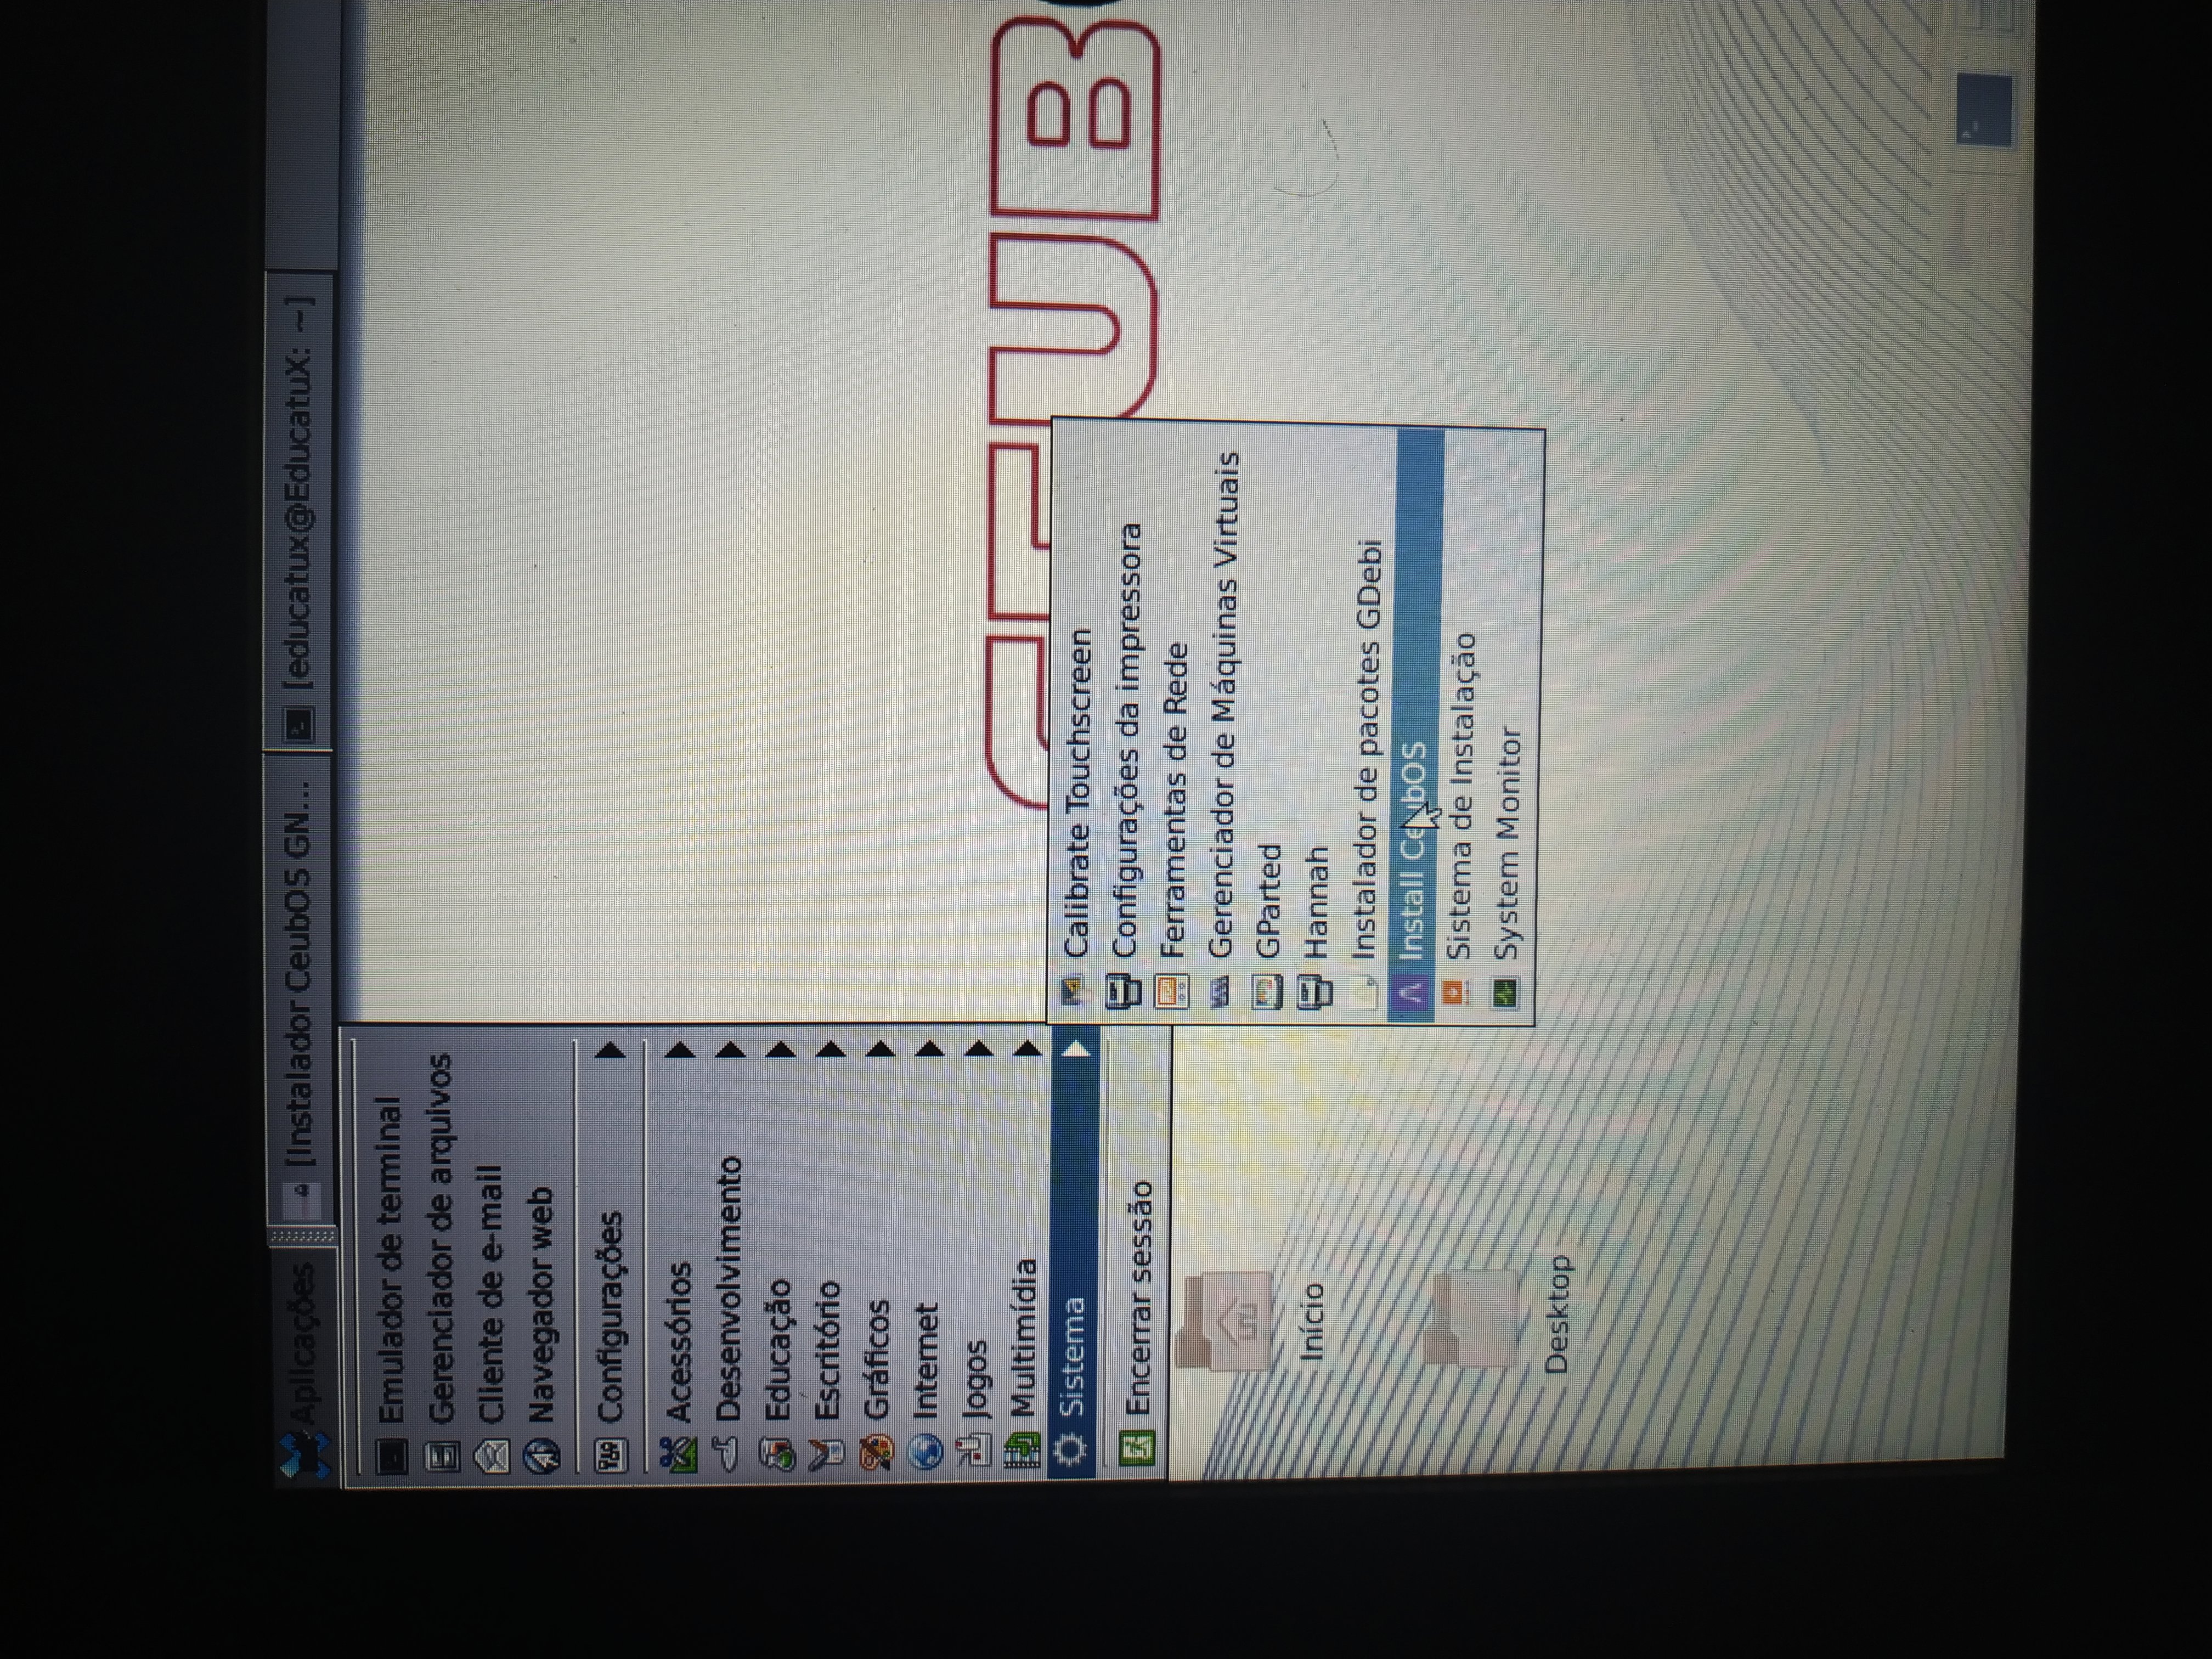 Aplicações
[Instalador CeubOS GN...
[educatux@EducatuX: ~]
Emulador de terminal
Gerenciador de arquivos
Cliente de e-mail
Navegador web
Configurações
Acessórios
Desenvolvimento
Educação
Escritório
Gráficos
Internet
Jogos
Multimídia
Sistema
Encerrar sessão
Calibrate Touchscreen
Configurações da impressora
Ferramentas de Rede
Gerenciador de Máquinas Virtuais
GParted
Hannah
Instalador de pacotes GDebi
Install CeubOS
Sistema de Instalação
System Monitor
CEUB
Início
Desktop